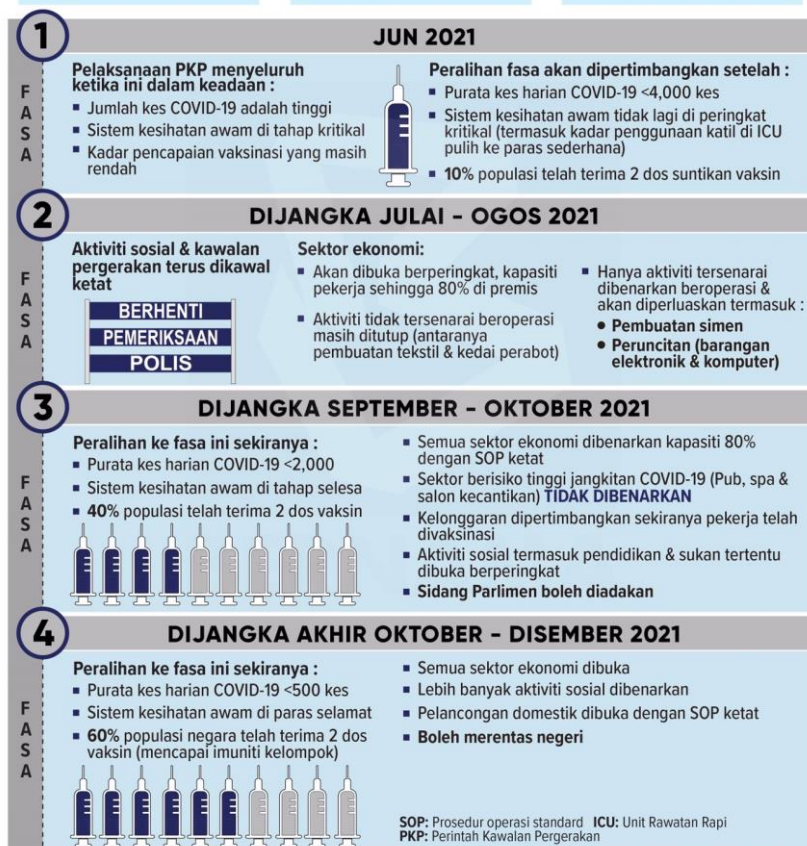 1
JUN 2021
FASA
Pelaksanaan PKP menyeluruh
ketika ini dalam keadaan :
▪ Jumlah kes COVID-19 adalah tinggi
▪ Sistem kesihatan awam di tahap kritikal
▪ Kadar pencapaian vaksinasi yang masih
rendah
Peralihan fasa akan dipertimbangkan setelah :
▪ Purata kes harian COVID-19 <4,000 kes
▪ Sistem kesihatan awam tidak lagi di peringkat
kritikal (termasuk kadar penggunaan katil di ICU
pulih ke paras sederhana)
▪ 10% populasi telah terima 2 dos suntikan vaksin
2
DIJANGKA JULAI - OGOS 2021
FASA
Aktiviti sosial & kawalan
pergerakan terus dikawal
ketat
BERHENTI
PEMERIKSAAN
POLIS
Sektor ekonomi:
▪ Akan dibuka berperingkat, kapasiti
pekerja sehingga 80% di premis
▪ Aktiviti tidak tersenarai beroperasi
masih ditutup (antaranya
pembuatan tekstil & kedai perabot)
▪ Hanya aktiviti tersenarai
dibenarkan beroperasi &
akan diperluaskan termasuk :
● Pembuatan simen
● Peruncitan (barangan
elektronik & komputer)
3
DIJANGKA SEPTEMBER - OKTOBER 2021
FASA
Peralihan ke fasa ini sekiranya :
▪ Purata kes harian COVID-19 <2,000
▪ Sistem kesihatan awam di tahap selesa
▪ 40% populasi telah terima 2 dos vaksin
▪ Semua sektor ekonomi dibenarkan kapasiti 80%
dengan SOP ketat
▪ Sektor berisiko tinggi jangkitan COVID-19 (Pub, spa &
salon kecantikan) TIDAK DIBENARKAN
▪ Kelonggaran dipertimbangkan sekiranya pekerja telah
divaksinasi
▪ Aktiviti sosial termasuk pendidikan & sukan tertentu
dibuka berperingkat
▪ Sidang Parlimen boleh diadakan
4
DIJANGKA AKHIR OKTOBER - DISEMBER 2021
FASA
Peralihan ke fasa ini sekiranya :
▪ Purata kes harian COVID-19 <500 kes
▪ Sistem kesihatan awam di paras selamat
▪ 60% populasi negara telah terima 2 dos
vaksin (mencapai imuniti kelompok)
▪ Semua sektor ekonomi dibuka
▪ Lebih banyak aktiviti sosial dibenarkan
▪ Pelancongan domestik dibuka dengan SOP ketat
▪ Boleh merentas negeri
SOP: Prosedur operasi standard ICU: Unit Rawatan Rapi
PKP: Perintah Kawalan Pergerakan